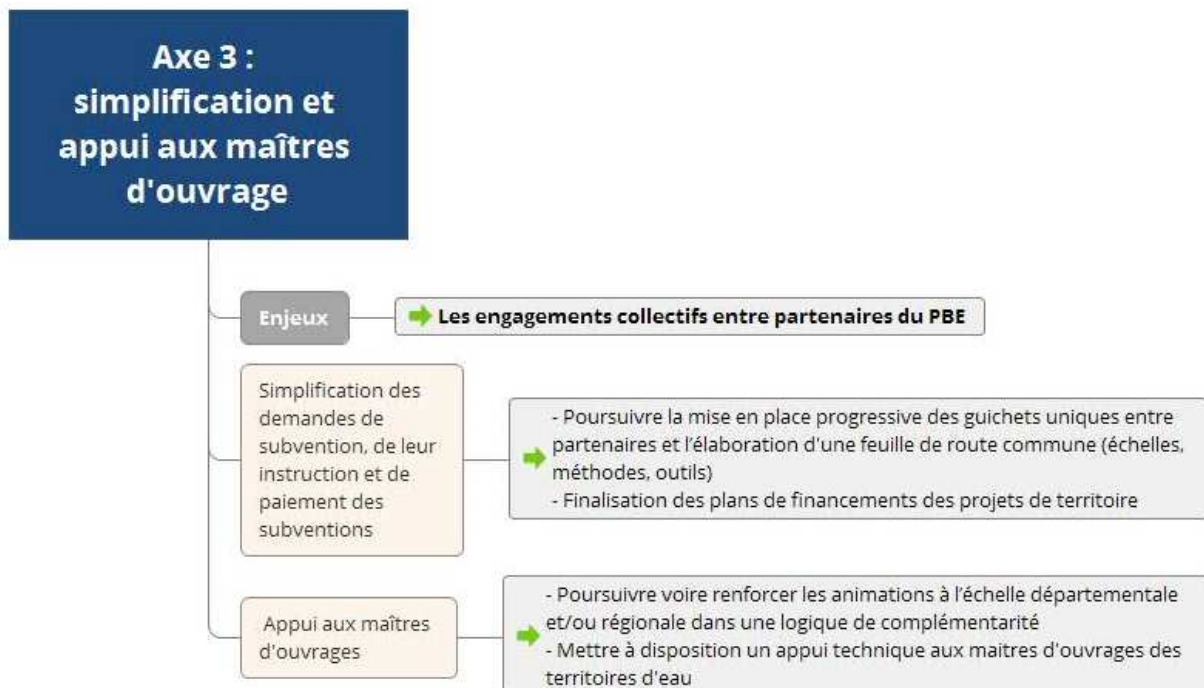 Axe 3 :
simplification et
appui aux maîtres
d'ouvrage
Enjeux
Les engagements collectifs entre partenaires du PBE
Simplification des
demandes de
subvention, de leur
instruction et de
paiement des
subventions
- Poursuivre la mise en place progressive des guichets uniques entre
partenaires et l'élaboration d'une feuille de route commune (échelles,
méthodes, outils)
- Finalisation des plans de financements des projets de territoire
Appui aux maîtres
d'ouvrages
- Poursuivre voire renforcer les animations à l'échelle départementale
et/ou régionale dans une logique de complémentarité
- Mettre à disposition un appui technique aux maitres d'ouvrages des
territoires d'eau